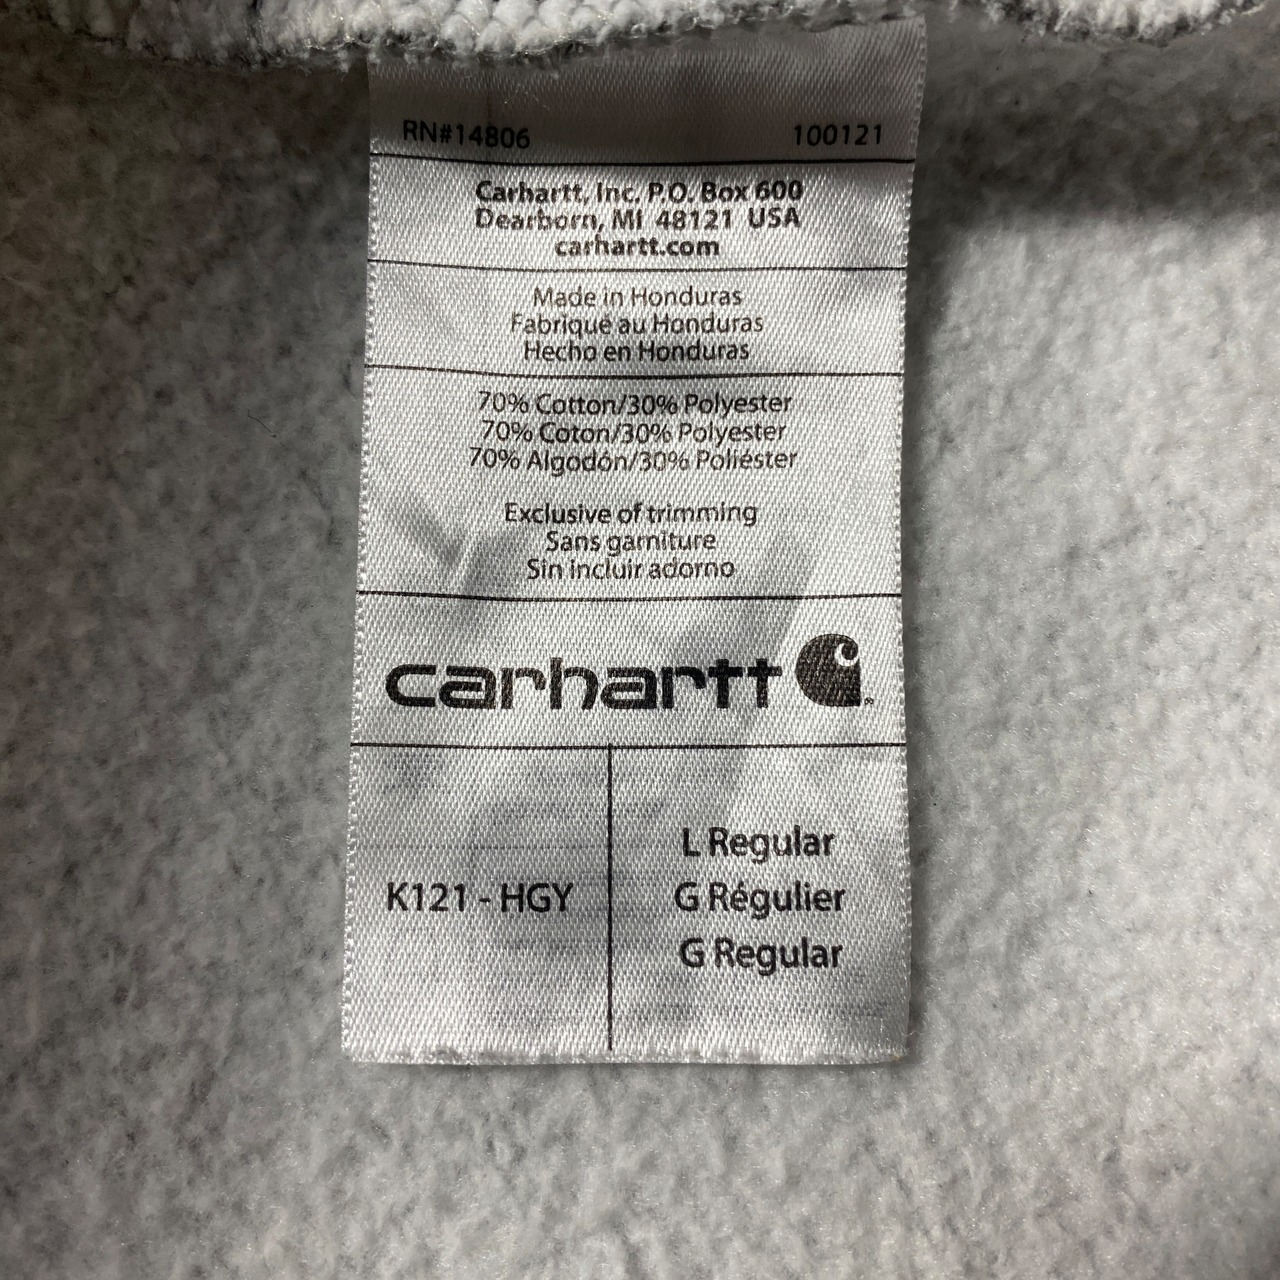 RN#14806 100121
Carhartt, Inc. P.O. Box 600
Dearborn, MI 48121 USA
carhartt.com
Made in Honduras
Fabriqué au Honduras
Hecho en Honduras
70% Cotton/30% Polyester
70% Coton/30% Polyester
70% Algodón/30% Poliéster
Exclusive of trimming
Sans garniture
Sin incluir adorno
carhartt
K121 - HGY
L Regular
G Régulier
G Regular